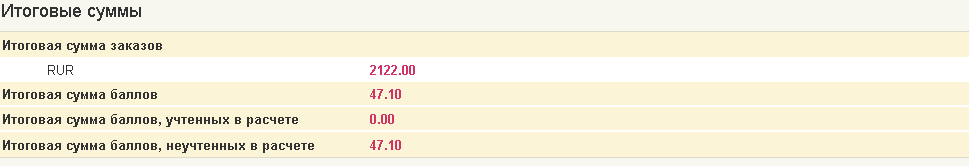 Итоговые суммы
Итоговая сумма заказов
RUR 2122.00
Итоговая сумма баллов 47.10
Итоговая сумма баллов, учтенных в расчете 0.00
Итоговая сумма баллов, неучтенных в расчете 47.10